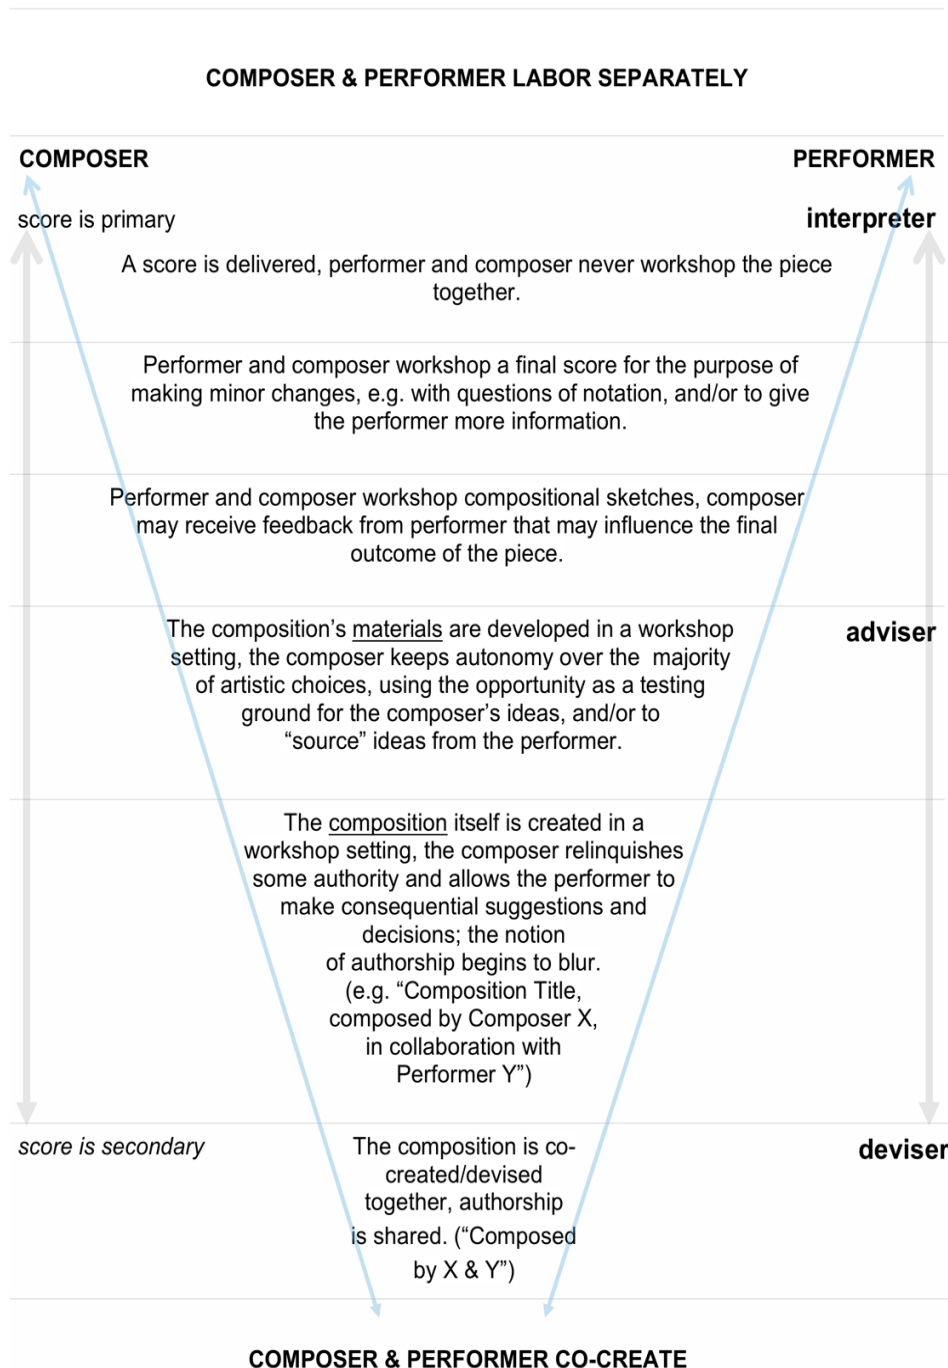 COMPOSER & PERFORMER LABOR SEPARATELY
COMPOSER
PERFORMER
score is primary
interpreter
A score is delivered, performer and composer never workshop the piece
together.
Performer and composer workshop a final score for the purpose of
making minor changes, e.g. with questions of notation, and/or to give
the performer more information.
Performer and composer workshop compositional sketches, composer
may receive feedback from performer that may influence the final
outcome of the piece.
The composition’s materials are developed in a workshop
setting, the composer keeps autonomy over the majority
of artistic choices, using the opportunity as a testing
ground for the composer’s ideas, and/or to
“source” ideas from the performer.
adviser
The composition itself is created in a
workshop setting, the composer relinquishes
some authority and allows the performer to
make consequential suggestions and
decisions; the notion
of authorship begins to blur.
(e.g. “Composition Title,
composed by Composer X,
in collaboration with
Performer Y”)
score is secondary
The composition is co-
created/devised
together, authorship
is shared. (“Composed
by X & Y”)
deviser
COMPOSER & PERFORMER CO-CREATE